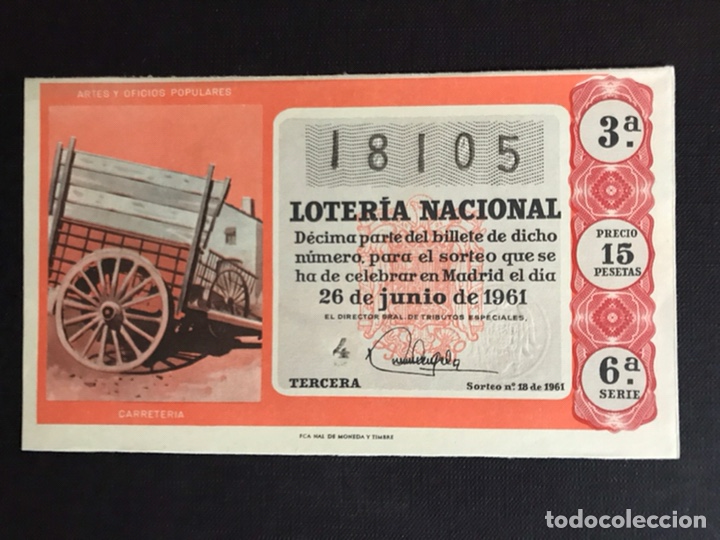 ARTES Y OFICIOS POPULARES
CARRETERIA
18105
LOTERÍA NACIONAL
Décima parte del billete de dicho
número, para el sorteo que se
ha de celebrar en Madrid el dia
26 de junio de 1961
EL DIRECTOR GRAL. DE TRIBUTOS ESPECIALES,
4
TERCERA
Sorteo nº 18 de 1961
3ª.
PRECIO
15
PESETAS
6ª.
SERIE
FCA NAL DE MONEDA Y TIMBRE
todocoleccion.net